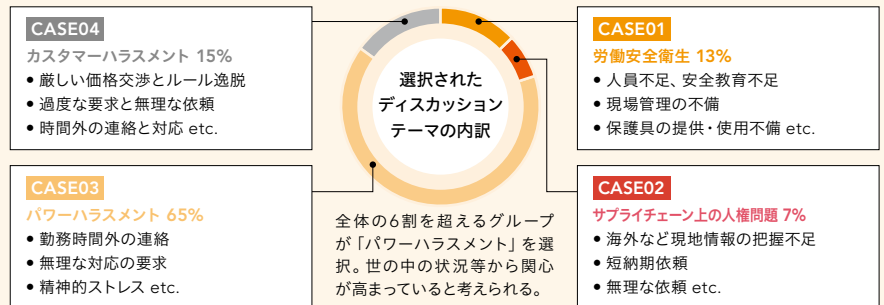 CASE04
カスタマーハラスメント 15%
● 厳しい価格交渉とルール逸脱
● 過度な要求と無理な依頼
● 時間外の連絡と対応 etc.
選択された
ディスカッション
テーマの内訳
CASE01
労働安全衛生 13%
● 人員不足、安全教育不足
● 現場管理の不備
● 保護具の提供・使用不備 etc.
CASE03
パワーハラスメント 65%
● 勤務時間外の連絡
● 無理な対応の要求
● 精神的ストレス etc.
全体の6割を超えるグループ
が「パワーハラスメント」を選
択。世の中の状況等から関心
が高まっていると考えられる。
CASE02
サプライチェーン上の人権問題 7%
● 海外など現地情報の把握不足
● 短納期依頼
● 無理な依頼 etc.